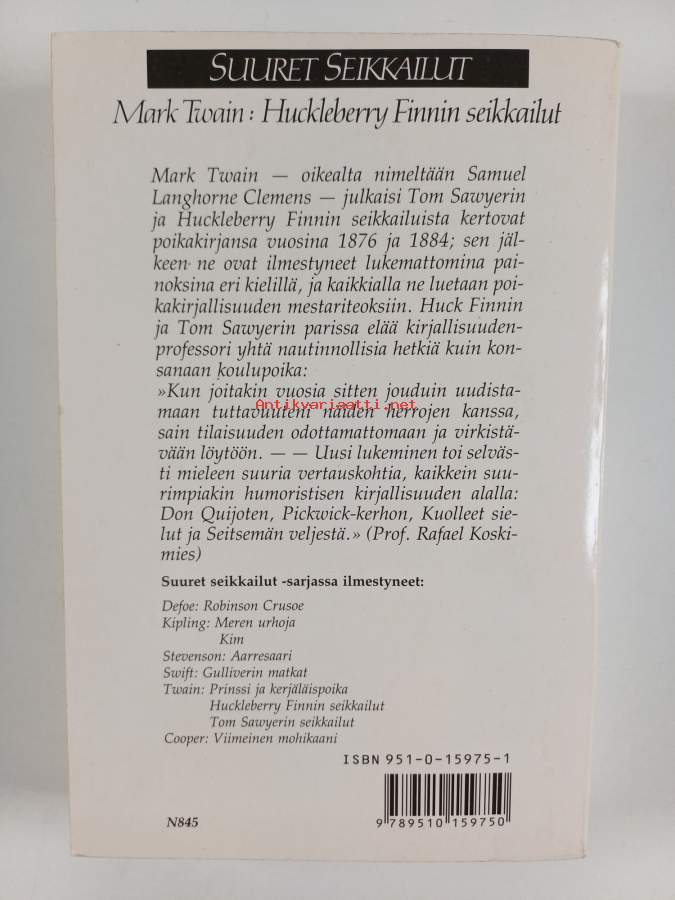 SUURET SEIKKAILUT
Mark Twain: Huckleberry Finnin seikkailut
Mark Twain — oikealta nimeltään Samuel
Langhorne Clemens — julkaisi Tom Sawyerin
ja Huckleberry Finnin seikkailuista kertovat
poikakirjansa vuosina 1876 ja 1884; sen jäl-
keen ne ovat ilmestyneet lukemattomina pai-
noksina eri kielillä, ja kaikkialla ne luetaan poi-
kakirjallisuuden mestariteoksiin. Huck Finnin
ja Tom Sawyerin parissa elää kirjallisuuden-
professori yhtä nautinnollisia hetkiä kuin kon-
sanaan koulupoika:
»Kun joitakin vuosia sitten jouduin uudista-
Antikvariaatti.net
maan tuttavuuteni näiden herrojen kanssa,
sain tilaisuuden odottamattomaan ja virkistä-
vään löytöön. — — Uusi lukeminen toi selväs-
ti mieleen suuria vertauskohtia, kaikkein suu-
rimpiakin humoristisen kirjallisuuden alalla:
Don Quijoten, Pickwick-kerhon, Kuolleet sie-
lut ja Seitsemän veljestä.» (Prof. Rafael Koski-
mies)
Suuret seikkailut -sarjassa ilmestyneet:
Defoe: Robinson Crusoe
Kipling: Meren urhoja
Kim
Stevenson: Aarresaari
Swift: Gulliverin matkat
Twain: Prinssi ja kerjäläispoika
Huckleberry Finnin seikkailut
Tom Sawyerin seikkailut
Cooper: Viimeinen mohikaani
ISBN 951-0-15975-1
N845
9 789510 159750